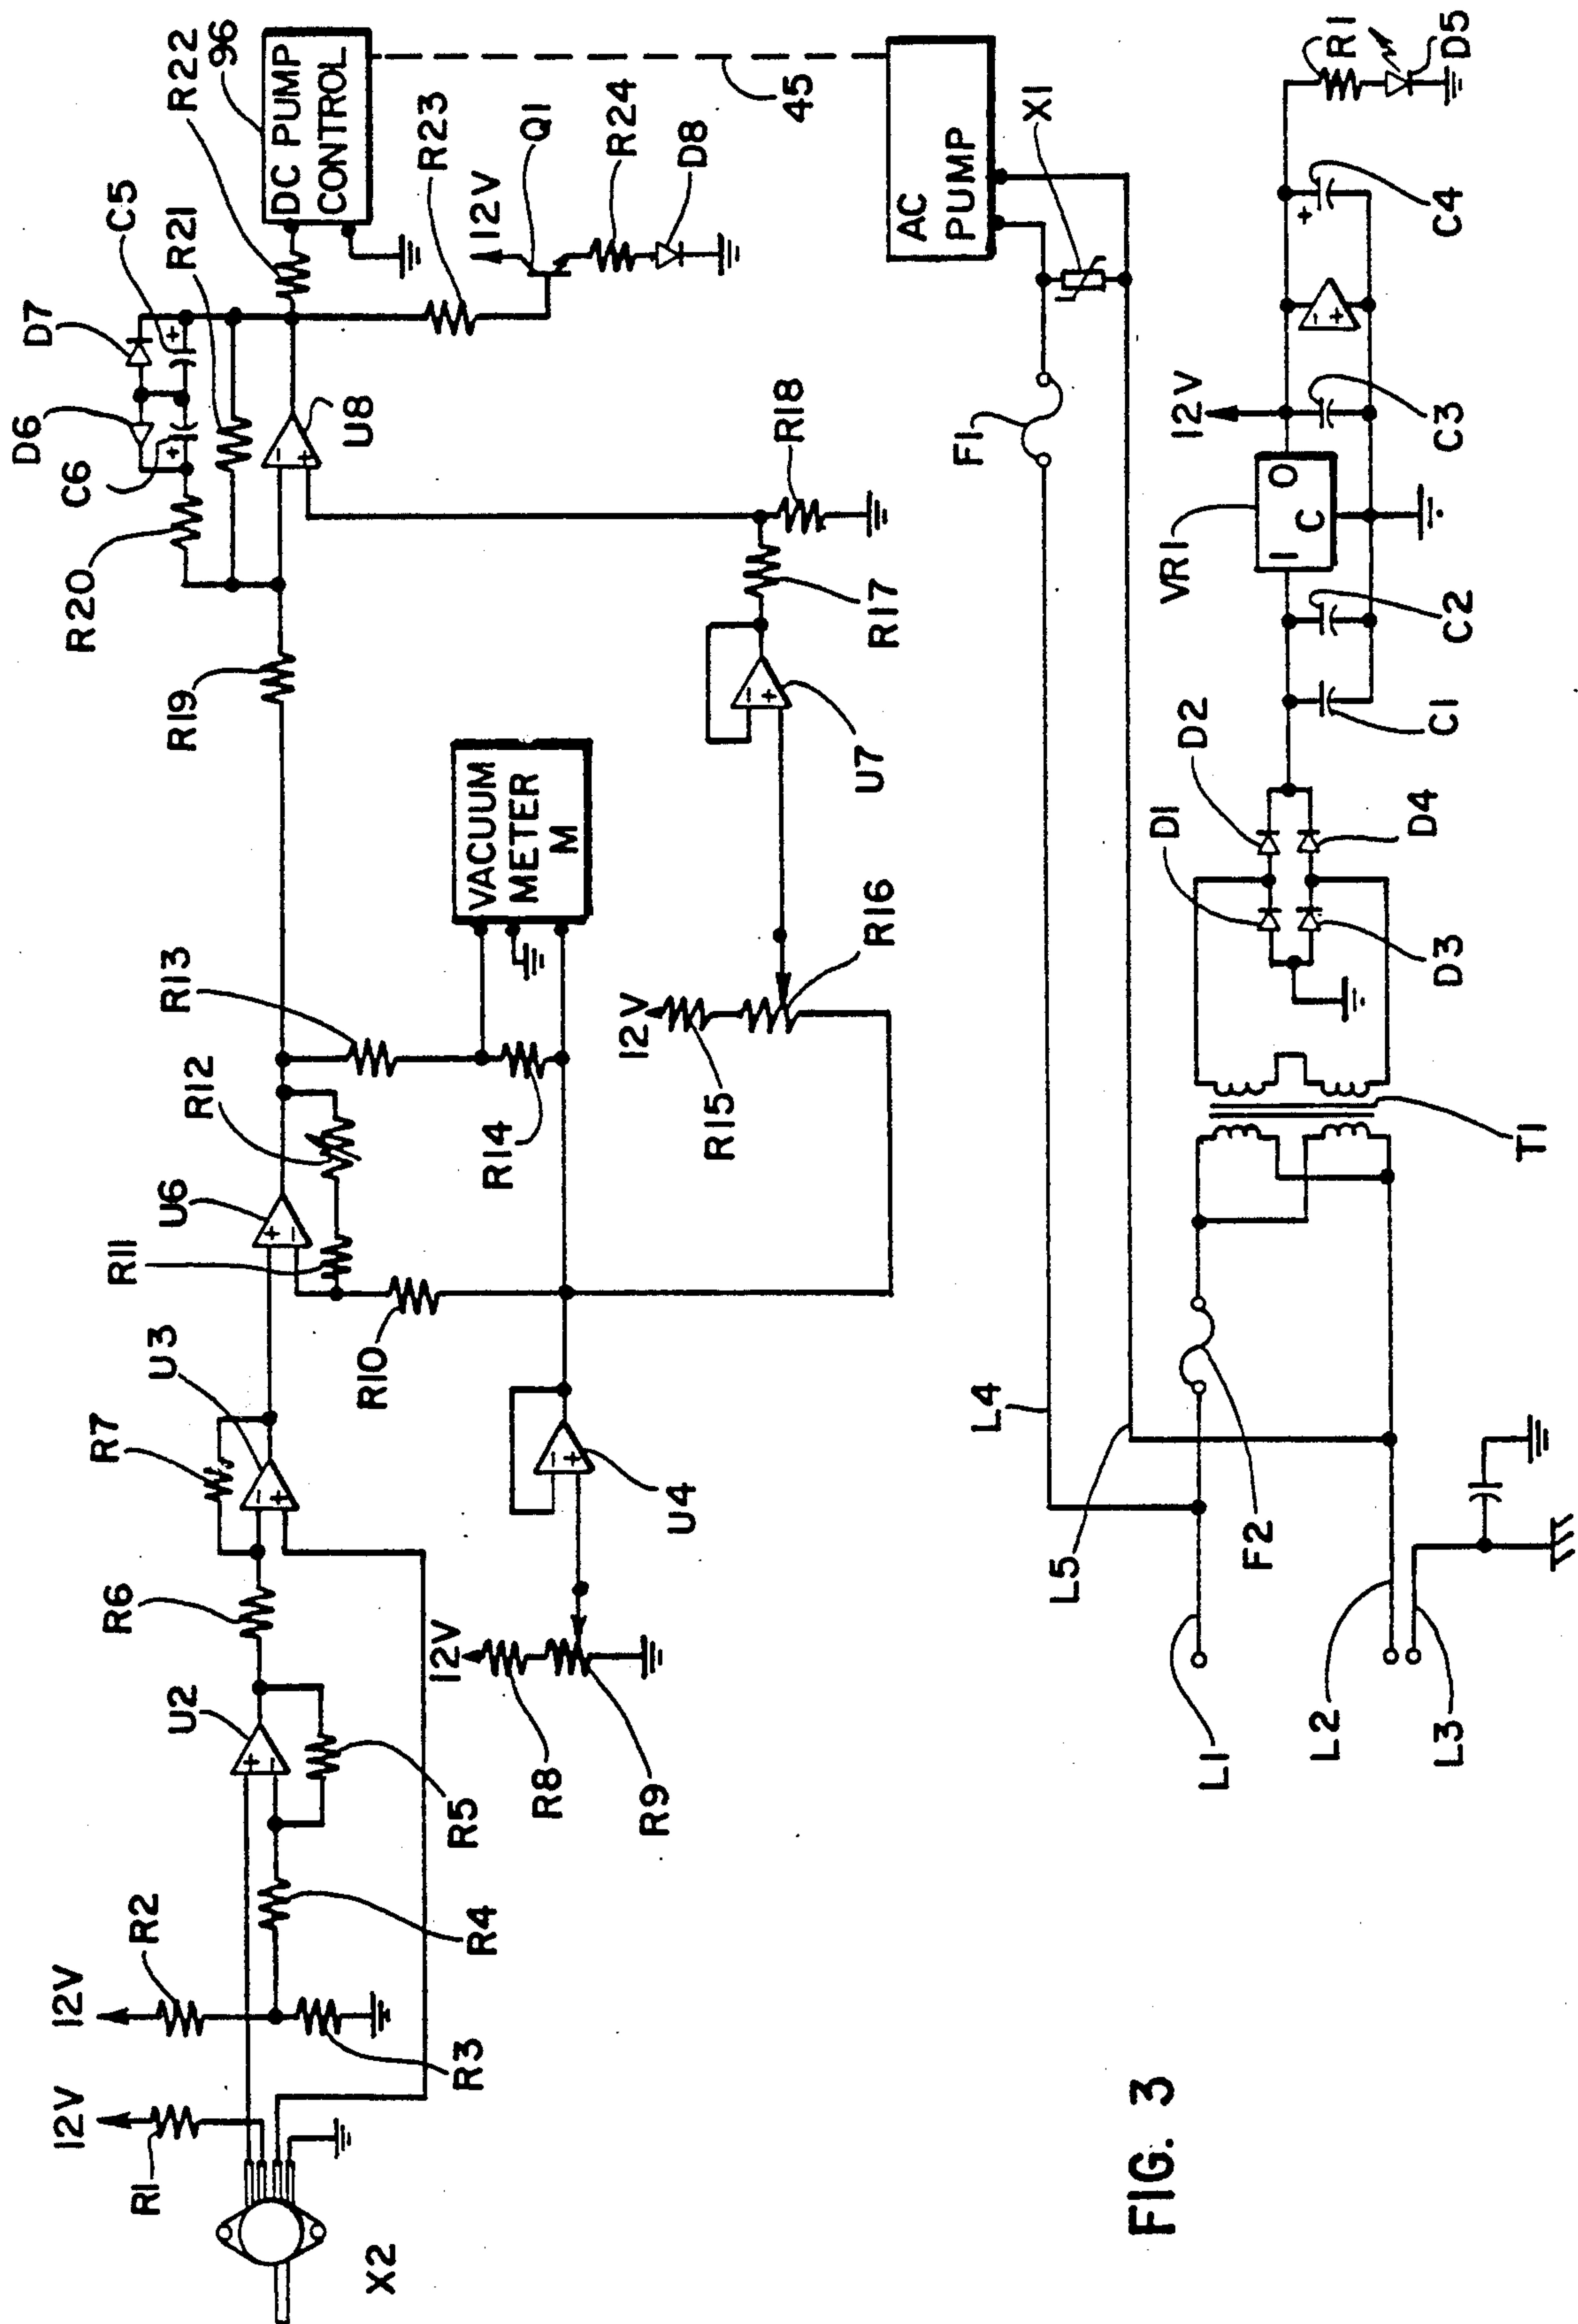 D7
D6
C5
C6
R21
R22
96
DC PUMP
CONTROL
R20
R19
U8
R23
Q1
12V
R24
D8
45
R13
R12
U6
R11
VACUUM
METER
M
R14
R10
U3
R7
R6
U2
R5
R4
R2
R3
12V
12V
R1
X2
12V
R8
R9
U4
12V
R15
R16
U7
R17
R18
AC
PUMP
X1
F1
L4
L5
L1
F2
L2
L3
T1
D1
D2
D3
D4
C1
C2
VR1
I
O
C
12V
C3
C4
R1
D5
FIG. 3